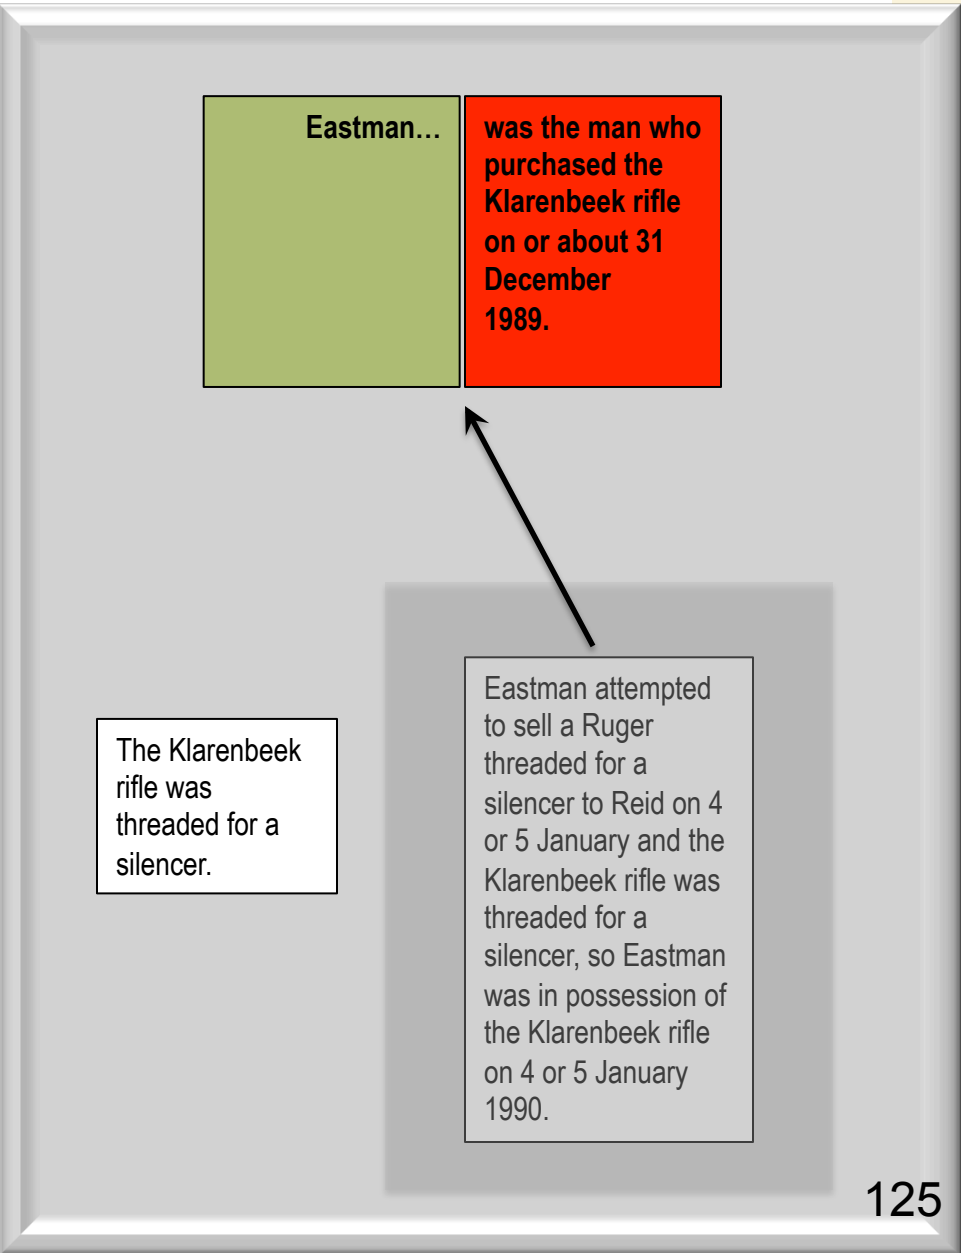 Eastman…
was the man who
purchased the
Klarenbeek rifle
on or about 31
December
1989.
The Klarenbeek
rifle was
threaded for a
silencer.
Eastman attempted
to sell a Ruger
threaded for a
silencer to Reid on 4
or 5 January and the
Klarenbeek rifle was
threaded for a
silencer, so Eastman
was in possession of
the Klarenbeek rifle
on 4 or 5 January
1990.
125